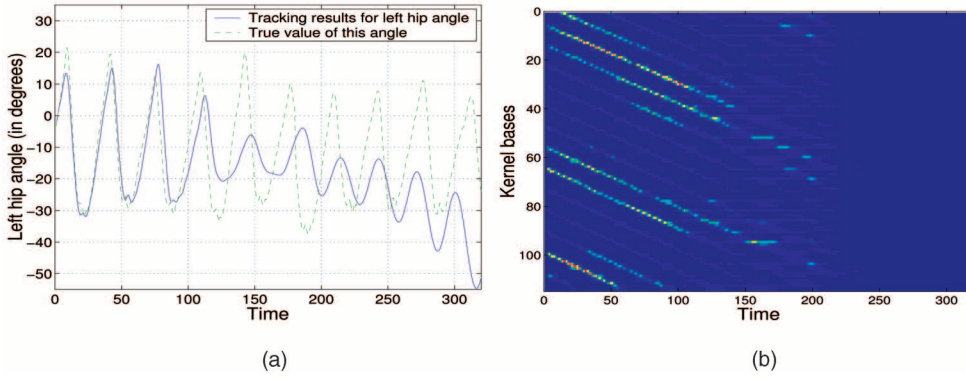 Tracking results for left hip angle
True value of this angle
Left hip angle (in degrees)
30
20
10
0
−10
−20
−30
−40
−50
0 50 100 150 200 250 300
Time
(a)
Kernel bases
0
20
40
60
80
100
0 50 100 150 200 250 300
Time
(b)